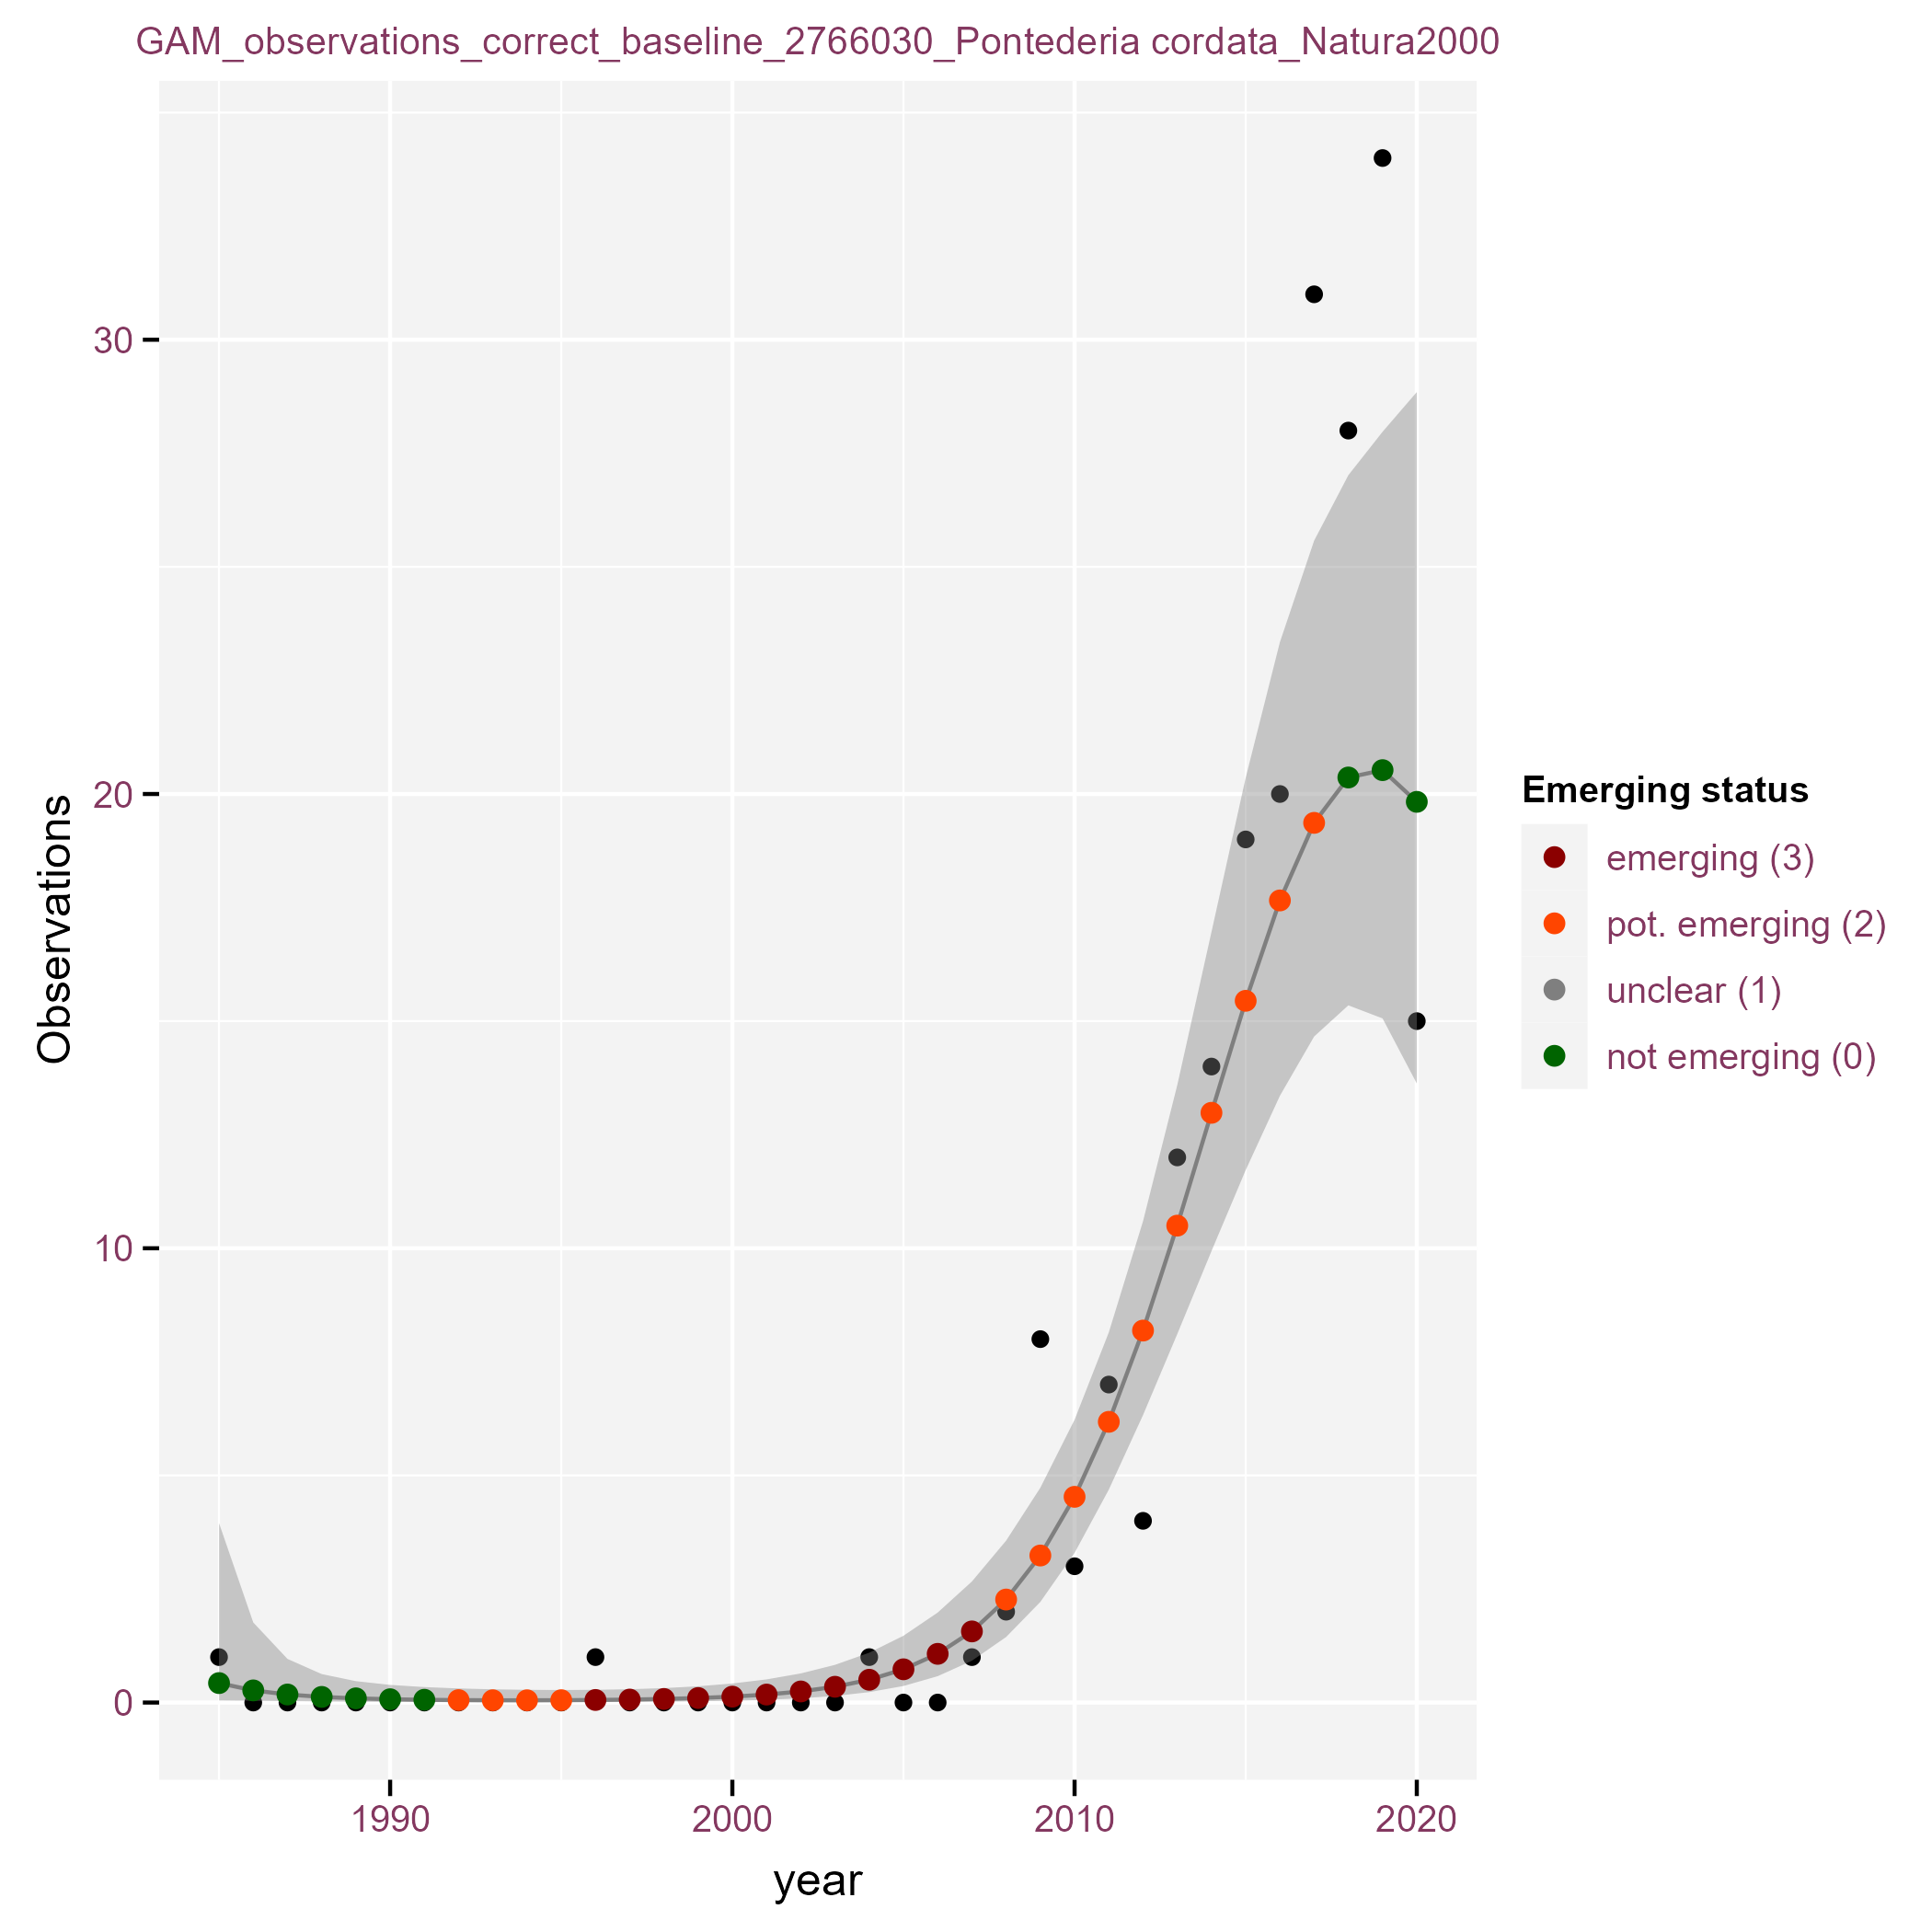 GAM_observations_correct_baseline_2766030_Pontederia cordata_Natura2000
30
20
10
0
Observations
1990
2000
2010
2020
year
Emerging status
emerging (3)
pot. emerging (2)
unclear (1)
not emerging (0)